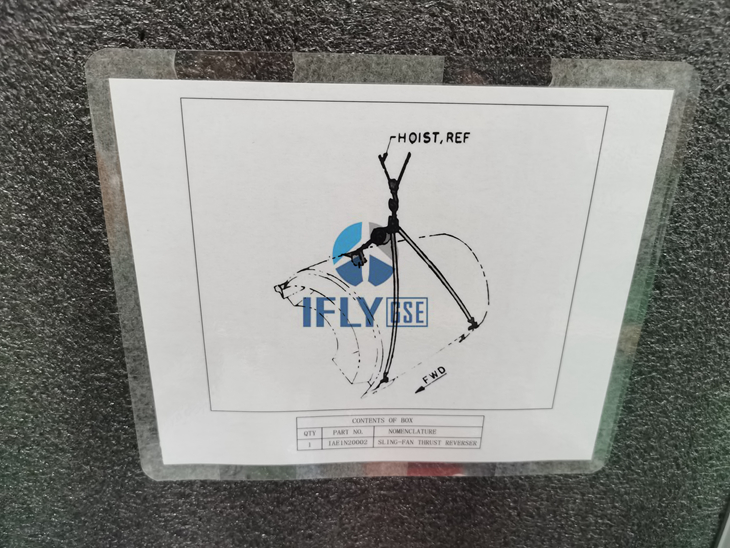 HOIST, REF
IFLY GSE
FWD
CONTENTS OF BOX
QTY PART NO. NOMENCLATURE
1 IAE1N20002 SLING-FAN THRUST REVERSER